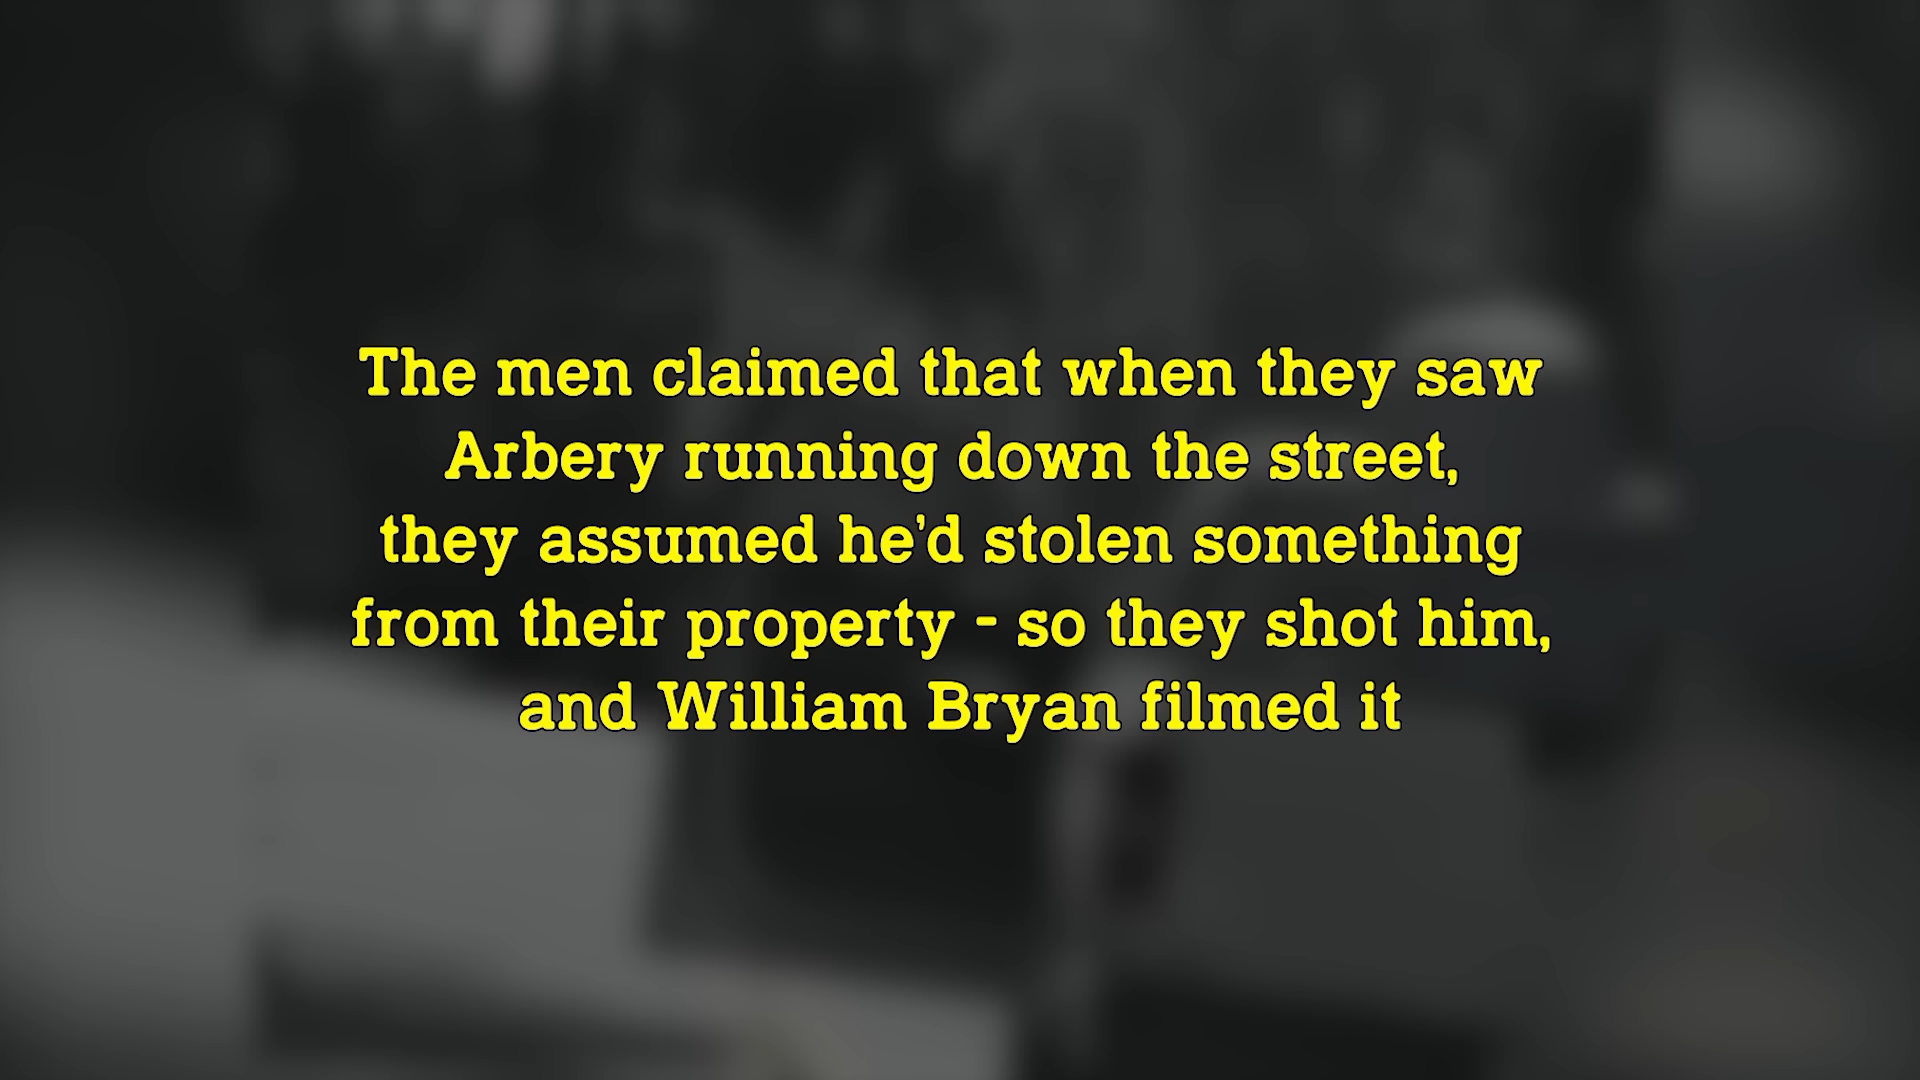 The men claimed that when they saw
Arbery running down the street,
they assumed he'd stolen something
from their property - so they shot him,
and William Bryan filmed it